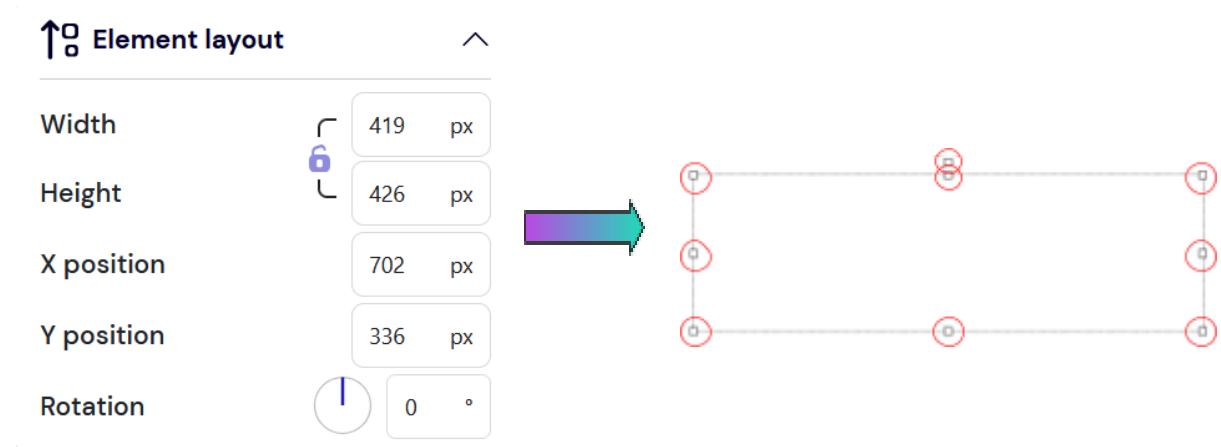 Element layout
Width 419 px
Height 426 px
X position 702 px
Y position 336 px
Rotation 0 °